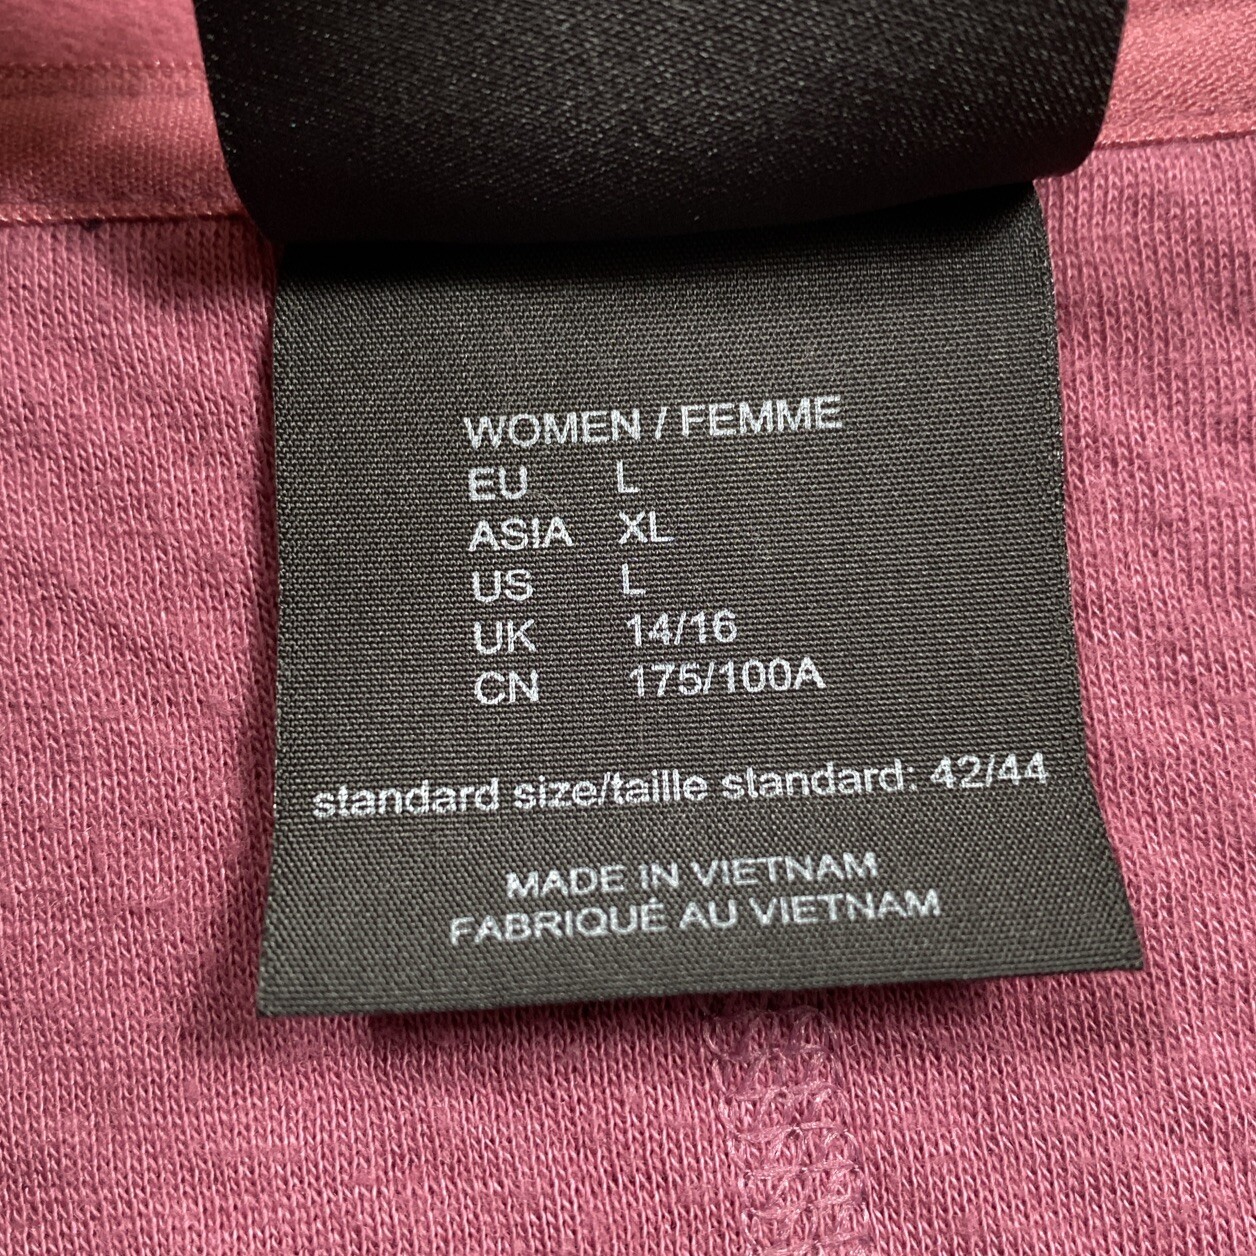 WOMEN / FEMME
EU L
ASIA XL
US L
UK 14/16
CN 175/100A
standard size/taille standard: 42/44
MADE IN VIETNAM
FABRIQUÉ AU VIETNAM